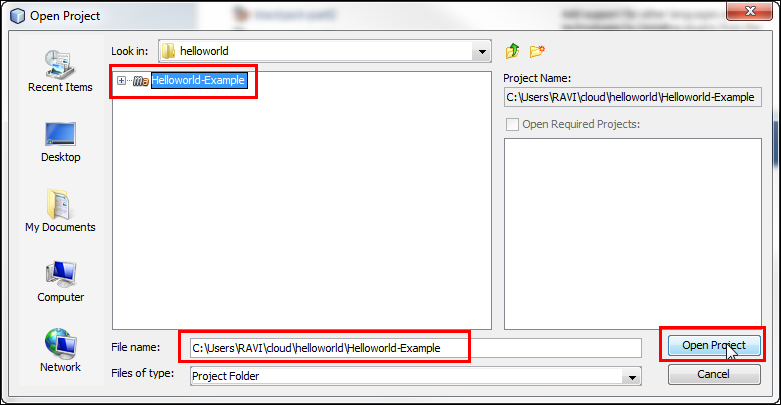 Open Project
Look in: helloworld
Recent Items
Desktop
My Documents
Computer
Network
Helloworld-Example
Project Name:
C:\Users\RAVI\cloud\helloworld\Helloworld-Example
Open Required Projects:
File name: C:\Users\RAVI\cloud\helloworld\Helloworld-Example
Open Project
Files of type: Project Folder
Cancel